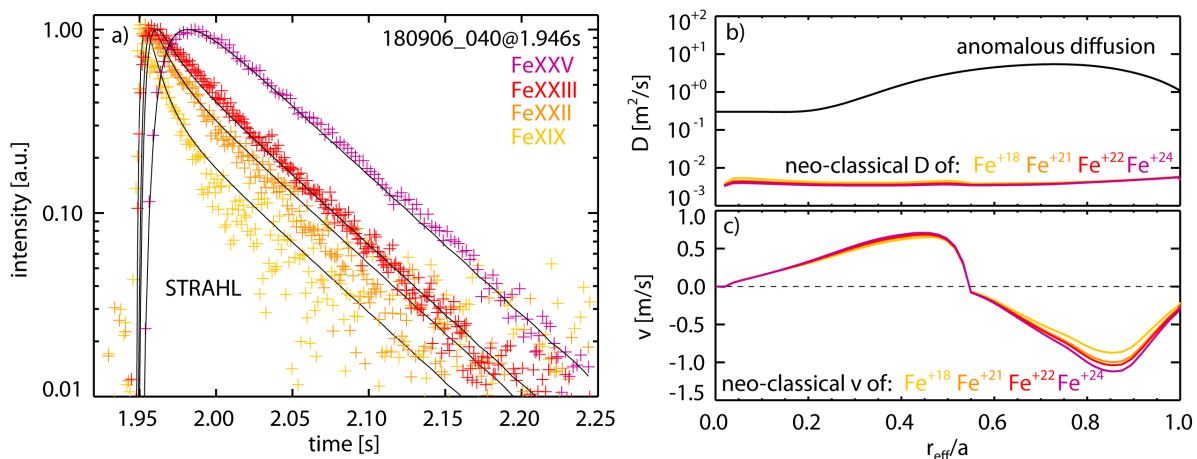 a)
180906_040@1.946s
FeXXV
FeXXIII
FeXXII
FeXIX
STRAHL
intensity [a.u.]
1.00
0.10
0.01
1.95 2.00 2.05 2.10 2.15 2.20 2.25
time [s]
b)
anomalous diffusion
neo-classical D of: Fe+18 Fe+21 Fe+22 Fe+24
D [m²/s]
10+2
10+1
10+0
10-1
10-2
10-3
c)
neo-classical v of: Fe+18 Fe+21 Fe+22 Fe+24
v [m/s]
0.5
0.0
-0.5
-1.0
-1.5
0.0 0.2 0.4 0.6 0.8 1.0
reff/a